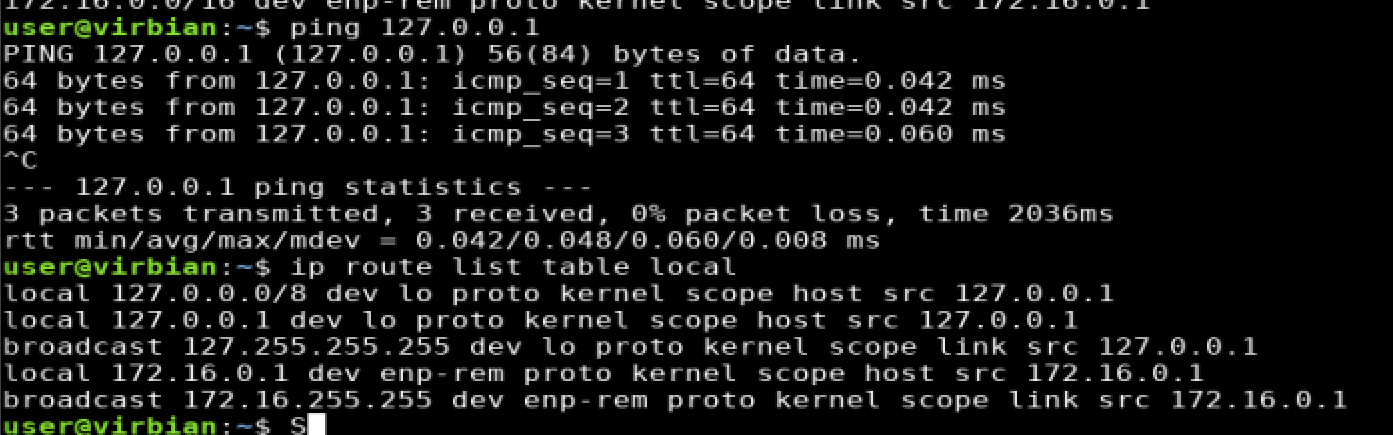 172.16.0.0/16 dev enp-rem proto kernel scope link src 172.16.0.1
user@virbian:~$ ping 127.0.0.1
PING 127.0.0.1 (127.0.0.1) 56(84) bytes of data.
64 bytes from 127.0.0.1: icmp_seq=1 ttl=64 time=0.042 ms
64 bytes from 127.0.0.1: icmp_seq=2 ttl=64 time=0.042 ms
64 bytes from 127.0.0.1: icmp_seq=3 ttl=64 time=0.060 ms
^C
--- 127.0.0.1 ping statistics ---
3 packets transmitted, 3 received, 0% packet loss, time 2036ms
rtt min/avg/max/mdev = 0.042/0.048/0.060/0.008 ms
user@virbian:~$ ip route list table local
local 127.0.0.0/8 dev lo proto kernel scope host src 127.0.0.1
local 127.0.0.1 dev lo proto kernel scope host src 127.0.0.1
broadcast 127.255.255.255 dev lo proto kernel scope link src 127.0.0.1
local 172.16.0.1 dev enp-rem proto kernel scope host src 172.16.0.1
broadcast 172.16.255.255 dev enp-rem proto kernel scope link src 172.16.0.1
user@virbian:~$ S